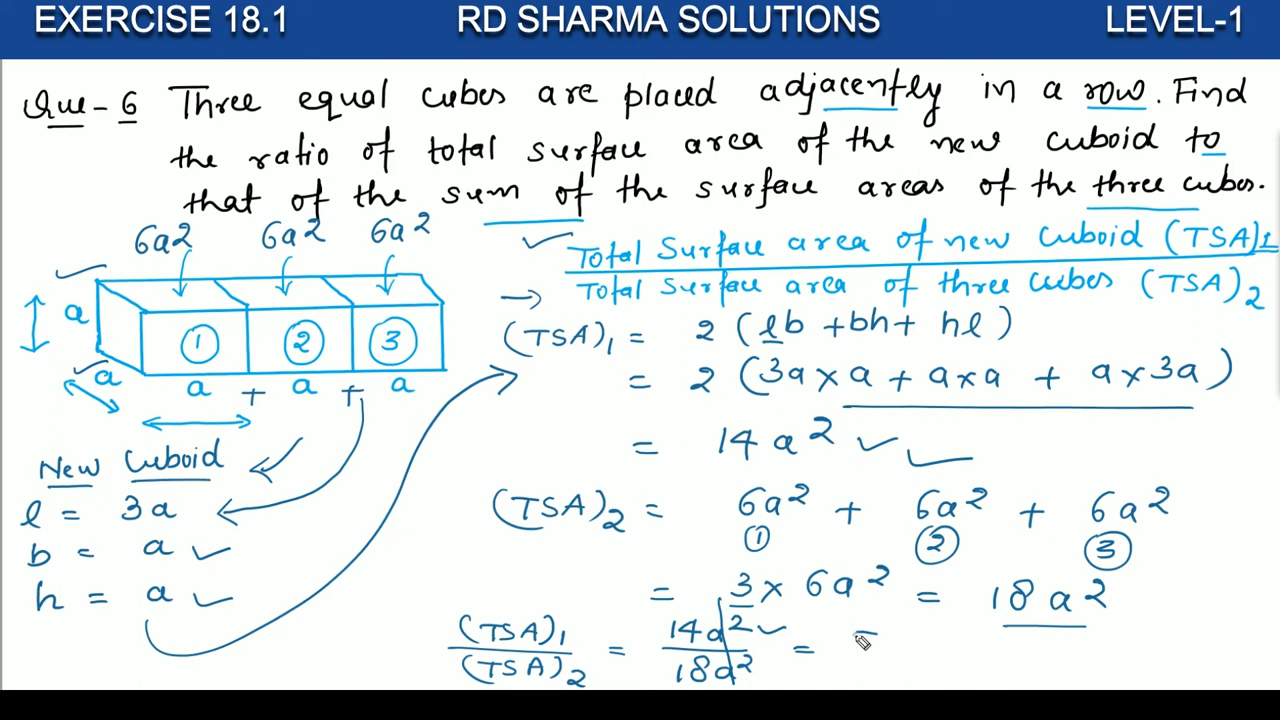 EXERCISE 18.1 RD SHARMA SOLUTIONS LEVEL-1
Que - 6 Three equal cubes are placed adjacently in a row. Find
the ratio of total surface area of the new cuboid to
that of the sum of the surface areas of the three cubes.
6a2 6a2 6a2
Total Surface area of new Cuboid (TSA)1
Total Surface area of three Cubes (TSA)2
a
a
① ② ③
a + a + a
New Cuboid
l = 3a
b = a
h = a
(TSA)1 = 2 (lb + bh + hl)
= 2 (3a x a + a x a + a x 3a)
= 14 a2
(TSA)2 = 6a2 + 6a2 + 6a2
① ② ③
= 3 x 6a2 = 18 a2
(TSA)1 = 14a2 =
(TSA)2 18a2